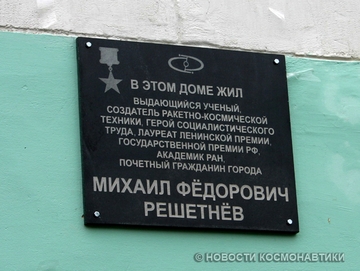 В ЭТОМ ДОМЕ ЖИЛ
ВЫДАЮЩИЙСЯ УЧЕНЫЙ,
СОЗДАТЕЛЬ РАКЕТНО-КОСМИЧЕСКОЙ
ТЕХНИКИ, ГЕРОЙ СОЦИАЛИСТИЧЕСКОГО
ТРУДА, ЛАУРЕАТ ЛЕНИНСКОЙ ПРЕМИИ,
ГОСУДАРСТВЕННОЙ ПРЕМИИ РФ,
АКАДЕМИК РАН,
ПОЧЕТНЫЙ ГРАЖДАНИН ГОРОДА
МИХАИЛ ФЁДОРОВИЧ
РЕШЕТНЁВ
© НОВОСТИ КОСМОНАВТИКИ